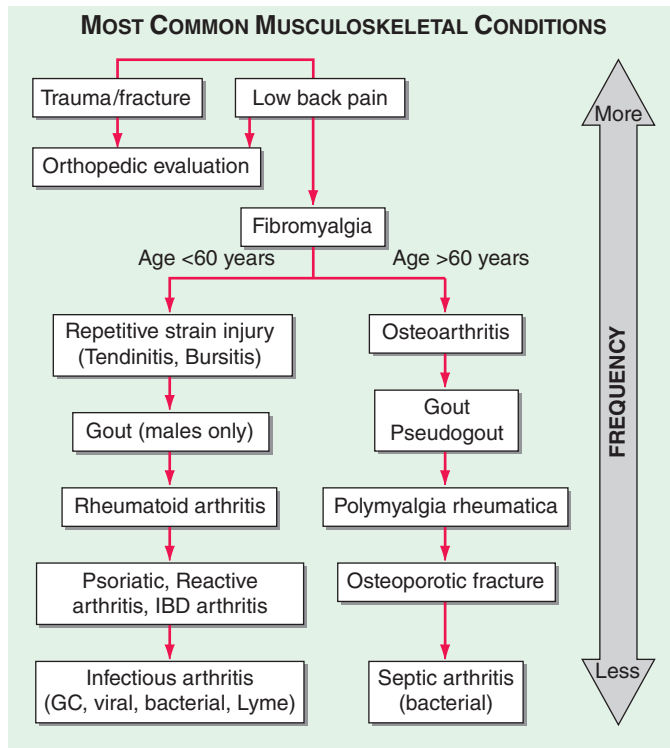 MOST COMMON MUSCULOSKELETAL CONDITIONS
Trauma/fracture
Low back pain
Orthopedic evaluation
Fibromyalgia
Age <60 years
Age >60 years
Repetitive strain injury
(Tendinitis, Bursitis)
Gout (males only)
Rheumatoid arthritis
Psoriatic, Reactive
arthritis, IBD arthritis
Infectious arthritis
(GC, viral, bacterial, Lyme)
Osteoarthritis
Gout
Pseudogout
Polymyalgia rheumatica
Osteoporotic fracture
Septic arthritis
(bacterial)
More
FREQUENCY
Less